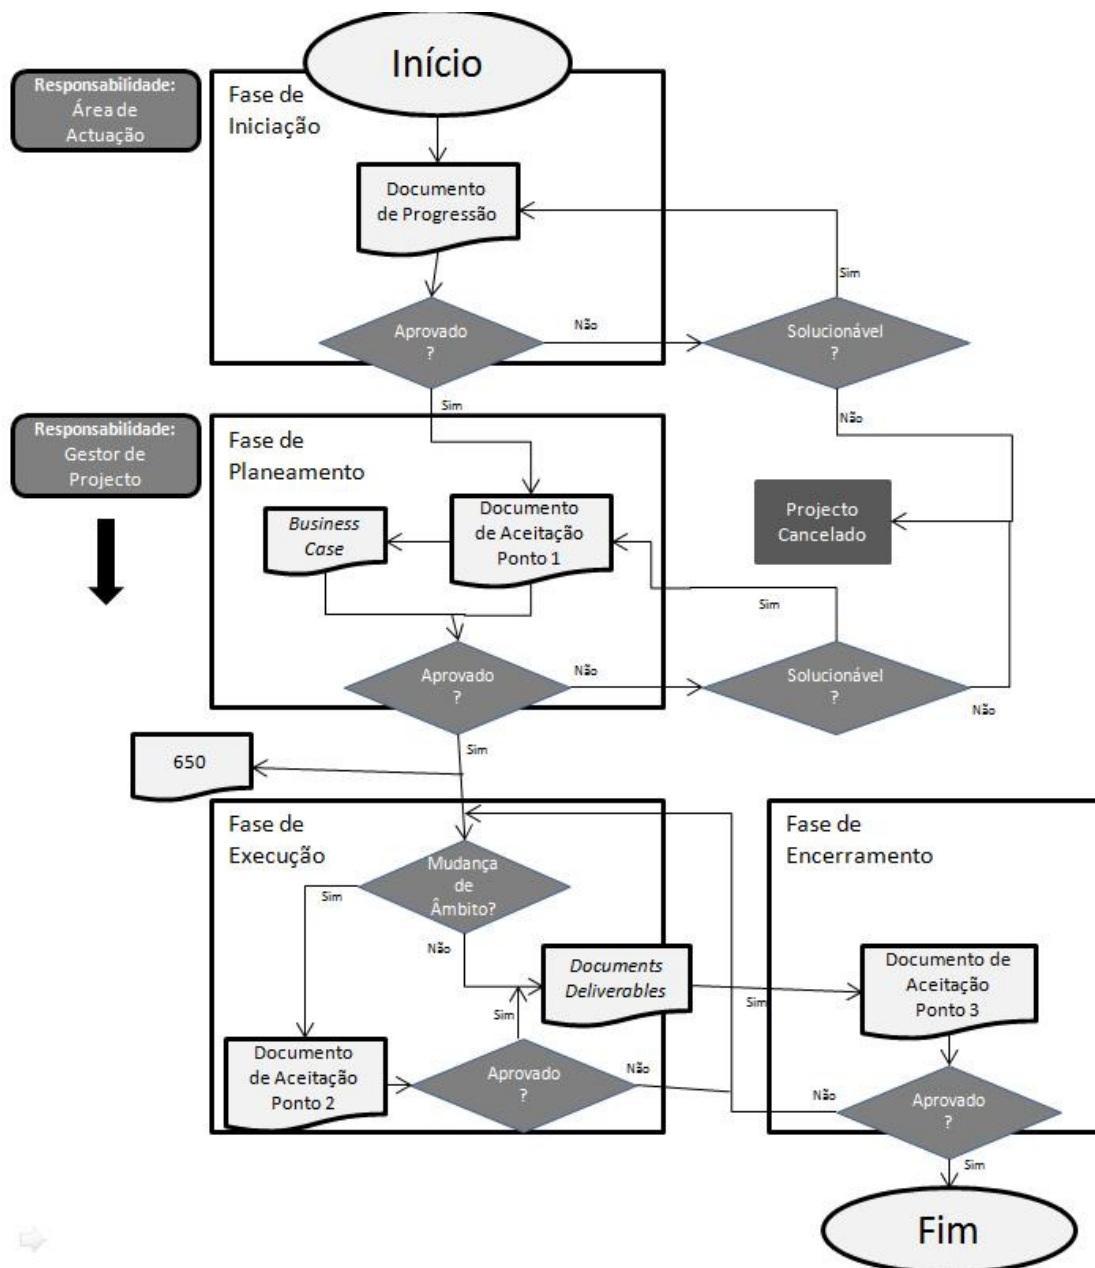 Início
Responsabilidade:
Área de
Actuação
Fase de
Iniciação
Documento
de Progressão
Sim
Aprovado
?
Não
Solucionável
?
Sim
Não
Responsabilidade:
Gestor de
Projecto
Fase de
Planeamento
Business
Case
Documento
de Aceitação
Ponto 1
Projecto
Cancelado
Sim
Aprovado
?
Não
Solucionável
?
Não
Sim
650
Fase de
Execução
Fase de
Encerramento
Mudança
de
Âmbito?
Sim
Não
Documents
Deliverables
Sim
Documento de
Aceitação
Ponto 3
Sim
Documento
de Aceitação
Ponto 2
Aprovado
?
Não
Não
Aprovado
?
Sim
Fim